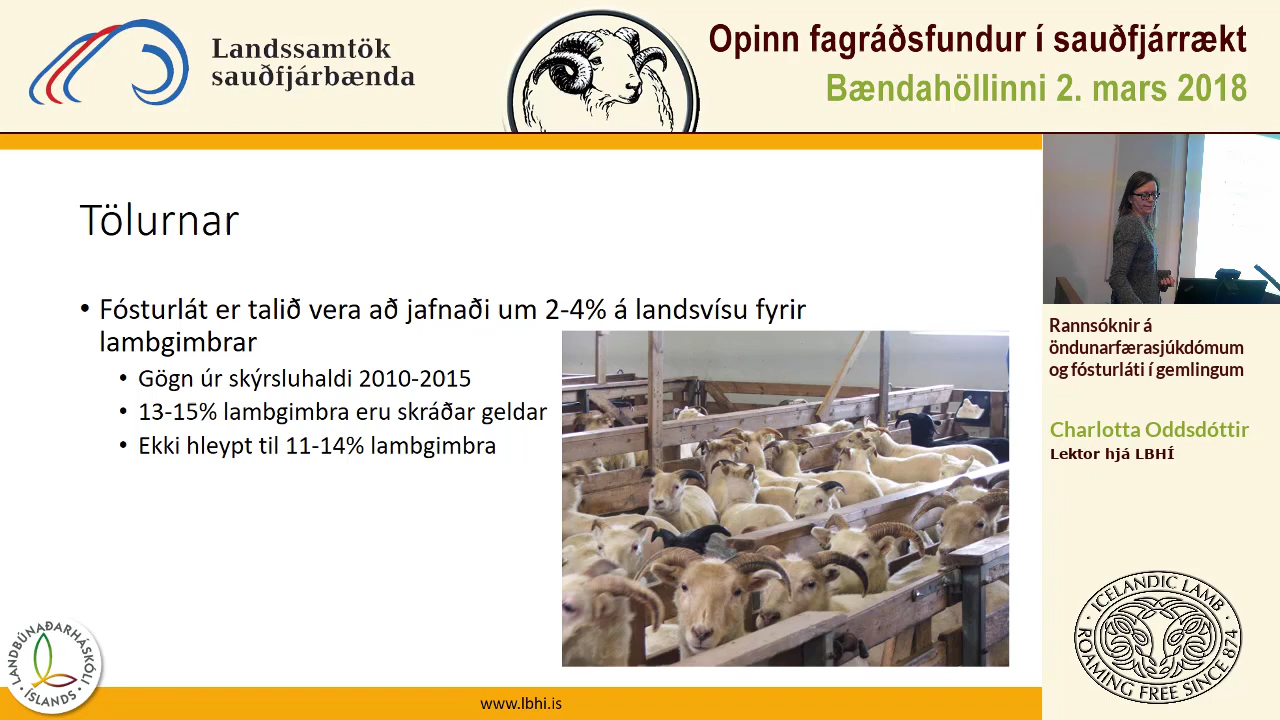 Landssamtök
sauðfjárbænda
Opinn fagráðsfundur í sauðfjárrækt
Bændahöllinni 2. mars 2018
Tölurnar
• Fósturlát er talið vera að jafnaði um 2-4% á landsvísu fyrir
lambgimbrar
• Gögn úr skýrsluhaldi 2010-2015
• 13-15% lambgimbra eru skráðar geldar
• Ekki hleypt til 11-14% lambgimbra
Rannsóknir á
öndunarfærasjúkdómum
og fósturláti í gemlingum
Charlotta Oddsdóttir
Lektor hjá LBHÍ
• ICELANDIC LAMB •
ROAMING FREE SINCE 874
LANDBÚNAÐARHÁSKÓLI
• ÍSLANDS •
www.lbhi.is